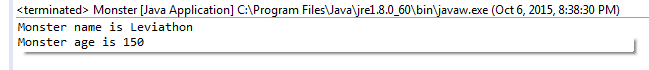 <terminated> Monster [Java Application] C:\Program Files\Java\jre1.8.0_60\bin\javaw.exe (Oct 6, 2015, 8:38:30 PM)
Monster name is Leviathon
Monster age is 150